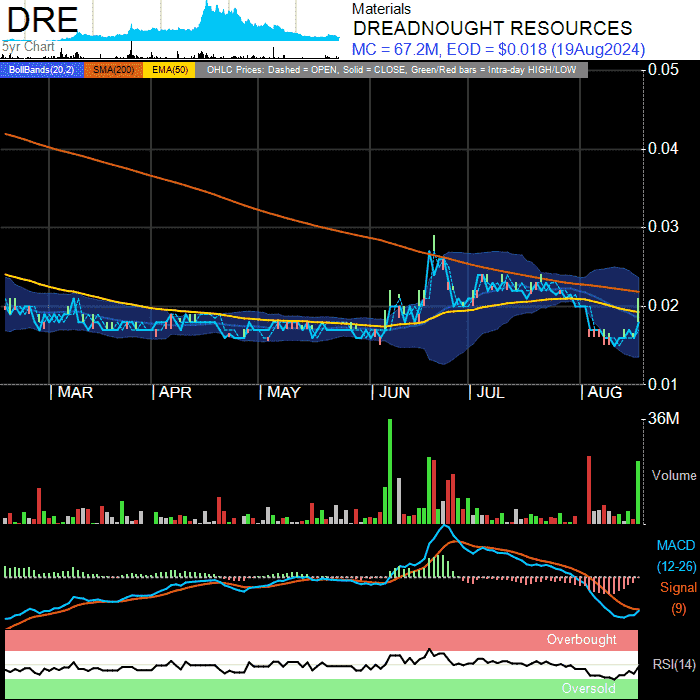 DRE
5yr Chart
Materials
DREADNOUGHT RESOURCES
MC = 67.2M, EOD = $0.018 (19Aug2024)
BollBands(20,2) SMA(200) EMA(50) OHLC Prices: Dashed = OPEN, Solid = CLOSE, Green/Red bars = Intra-day HIGH/LOW
0.05
0.04
0.03
0.02
0.01
MAR APR MAY JUN JUL AUG
36M
Volume
MACD
(12-26)
Signal
(9)
Overbought
RSI(14)
Oversold